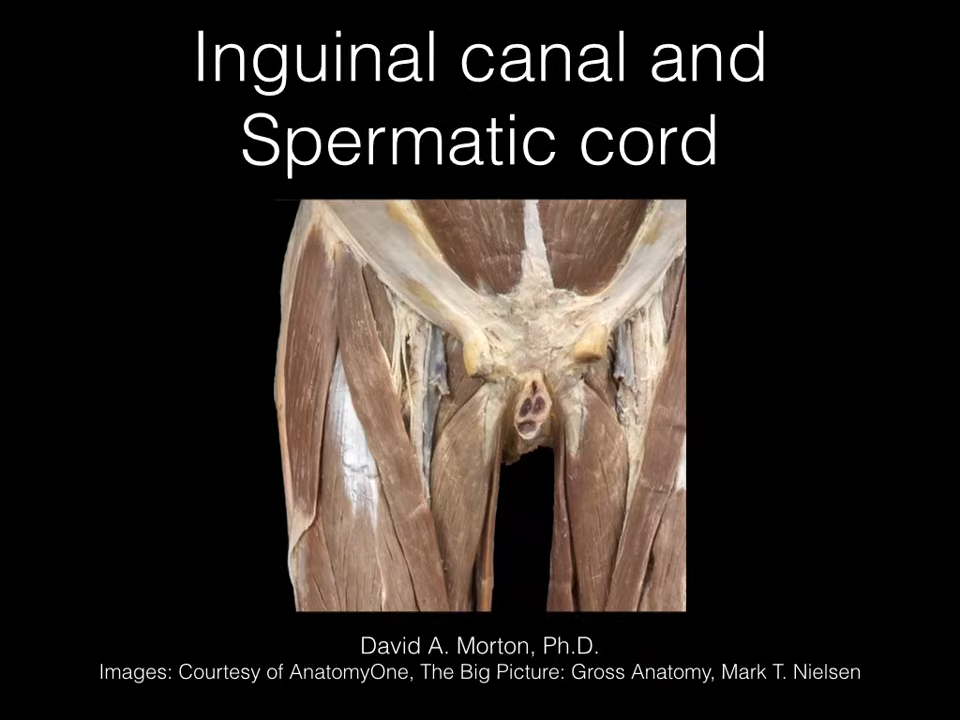 Inguinal canal and
Spermatic cord
David A. Morton, Ph.D.
Images: Courtesy of AnatomyOne, The Big Picture: Gross Anatomy, Mark T. Nielsen